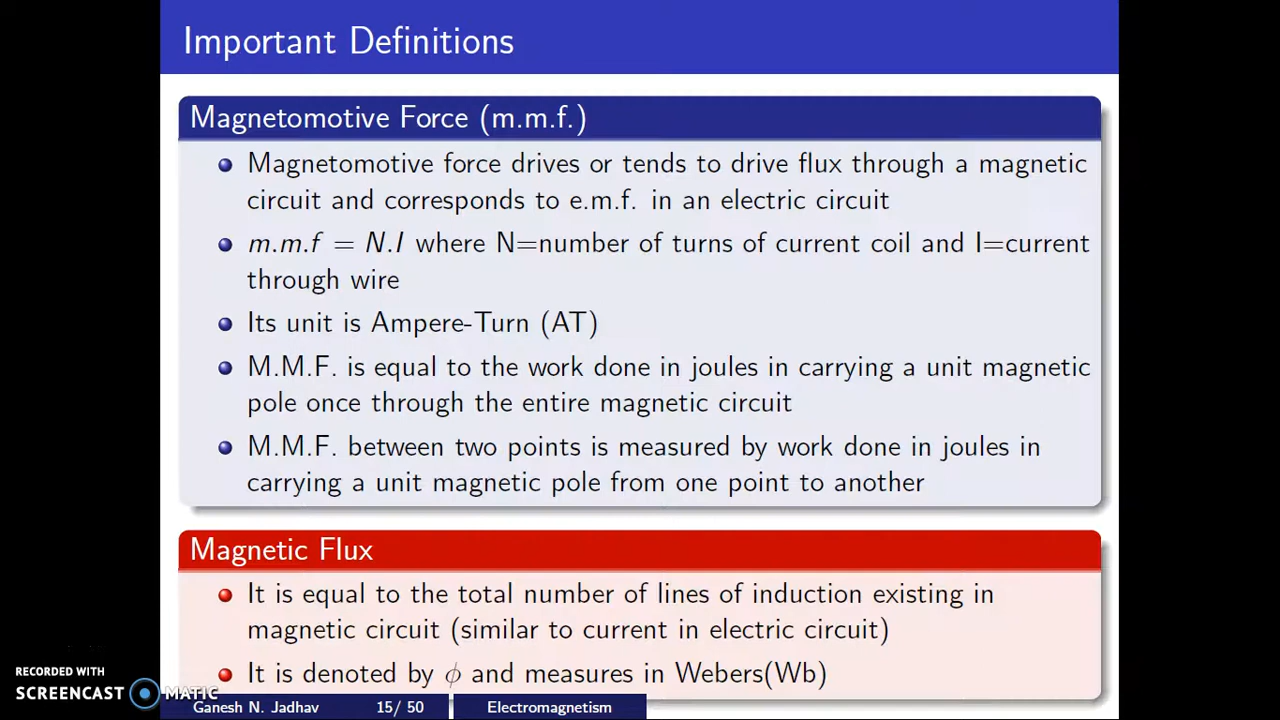 Important Definitions
Magnetomotive Force (m.m.f.)
Magnetomotive force drives or tends to drive flux through a magnetic
circuit and corresponds to e.m.f. in an electric circuit
m.m.f = N.I where N=number of turns of current coil and I=current
through wire
Its unit is Ampere-Turn (AT)
M.M.F. is equal to the work done in joules in carrying a unit magnetic
pole once through the entire magnetic circuit
M.M.F. between two points is measured by work done in joules in
carrying a unit magnetic pole from one point to another
Magnetic Flux
It is equal to the total number of lines of induction existing in
magnetic circuit (similar to current in electric circuit)
It is denoted by ϕ and measures in Webers(Wb)
RECORDED WITH
SCREENCAST MATIC
Ganesh N. Jadhav 15/ 50 Electromagnetism